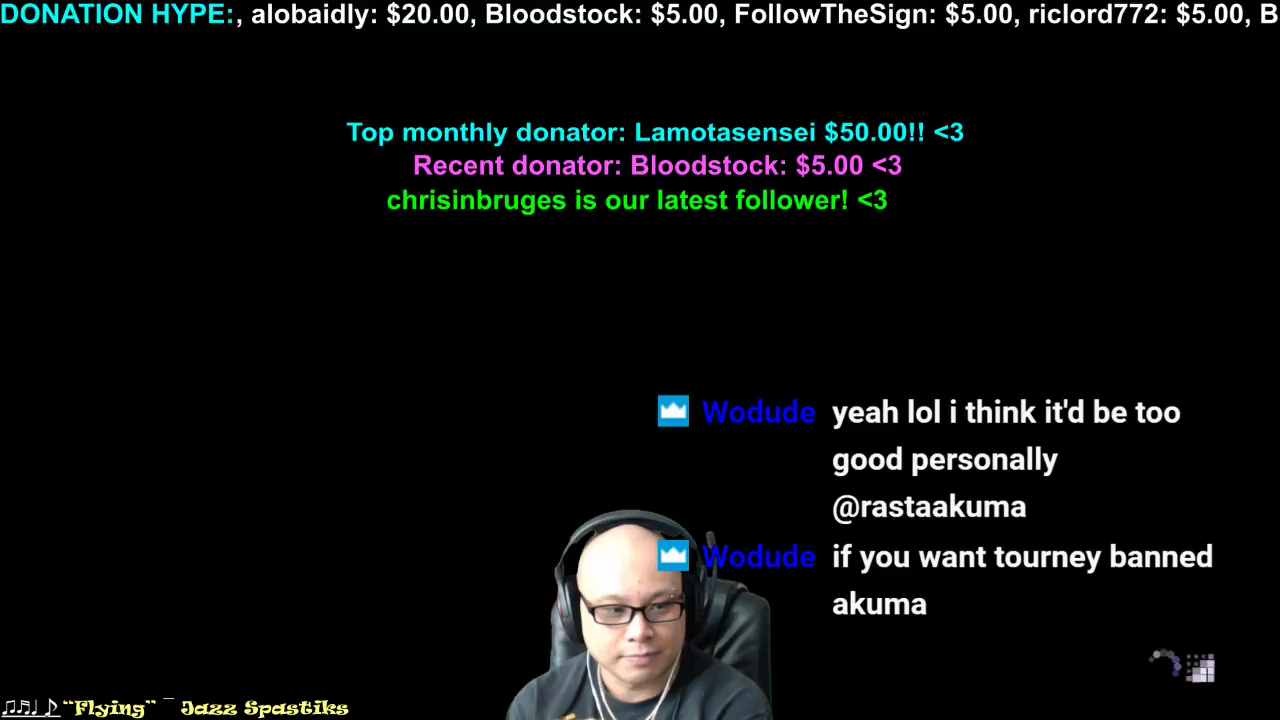 DONATION HYPE:, alobaidly: $20.00, Bloodstock: $5.00, FollowTheSign: $5.00, riclord772: $5.00, B
Top monthly donator: Lamotasensei $50.00!! <3
Recent donator: Bloodstock: $5.00 <3
chrisinbruges is our latest follower! <3
Wodude yeah lol i think it'd be too
good personally
@rastaakuma
Wodude if you want tourney banned
akuma
♫♫♩♪ "Flying" ~ Jazz Spastiks